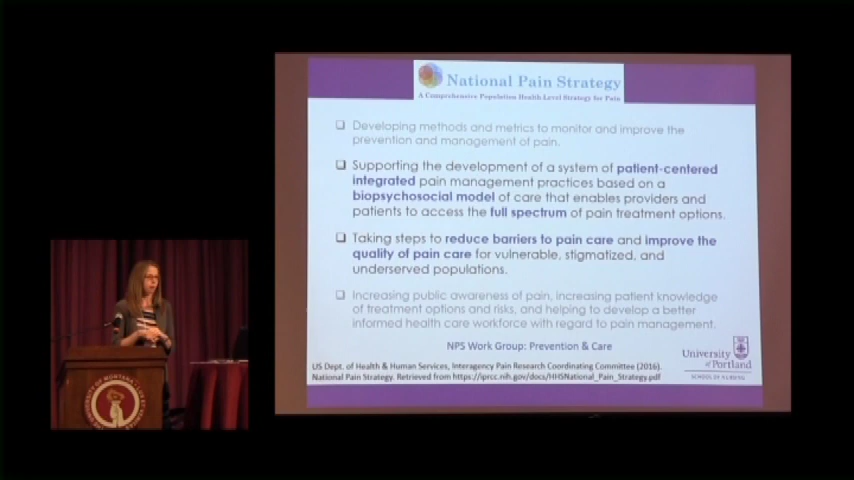 National Pain Strategy
A Comprehensive Population Health-Level Strategy for Pain
❑ Developing methods and metrics to monitor and improve the
prevention and management of pain.
❑ Supporting the development of a system of patient-centered
integrated pain management practices based on a
biopsychosocial model of care that enables providers and
patients to access the full spectrum of pain treatment options.
❑ Taking steps to reduce barriers to pain care and improve the
quality of pain care for vulnerable, stigmatized, and
underserved populations.
❑ Increasing public awareness of pain, increasing patient knowledge
of treatment options and risks, and helping to develop a better
informed health care workforce with regard to pain management.
NPS Work Group: Prevention & Care
University
of Portland
SCHOOL OF NURSING
US Dept. of Health & Human Services, Interagency Pain Research Coordinating Committee (2016).
National Pain Strategy. Retrieved from https://iprcc.nih.gov/docs/HHSNational_Pain_Strategy.pdf
UNIVERSITY OF MONTANA